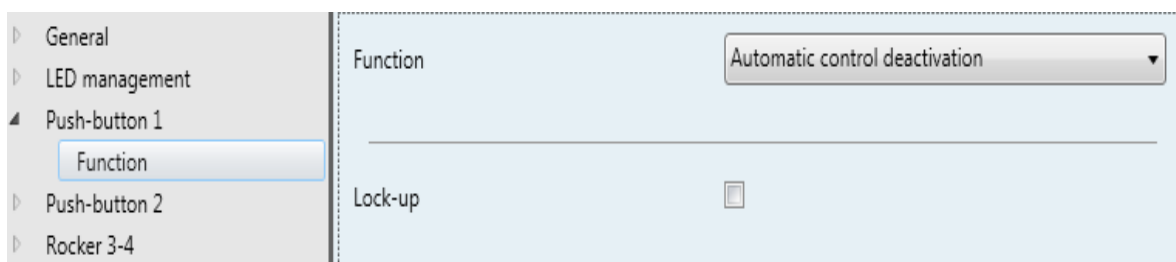 General
LED management
Push-button 1
Function
Push-button 2
Rocker 3-4
Function
Automatic control deactivation
Lock-up